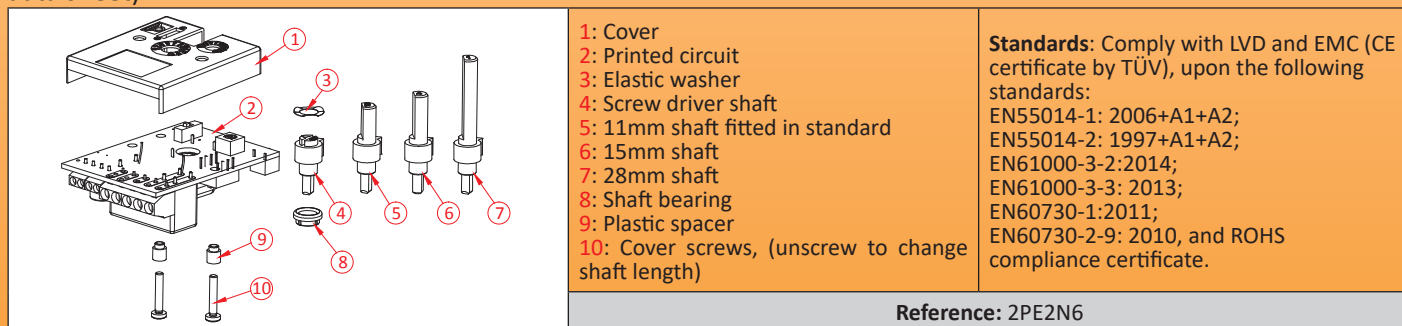 1
2
3
4
5
6
7
8
9
10
1: Cover
2: Printed circuit
3: Elastic washer
4: Screw driver shaft
5: 11mm shaft fitted in standard
6: 15mm shaft
7: 28mm shaft
8: Shaft bearing
9: Plastic spacer
10: Cover screws, (unscrew to change
shaft length)
Standards: Comply with LVD and EMC (CE
certificate by TÜV), upon the following
standards:
EN55014-1: 2006+A1+A2;
EN55014-2: 1997+A1+A2;
EN61000-3-2:2014;
EN61000-3-3: 2013;
EN60730-1:2011;
EN60730-2-9: 2010, and ROHS
compliance certificate.
Reference: 2PE2N6